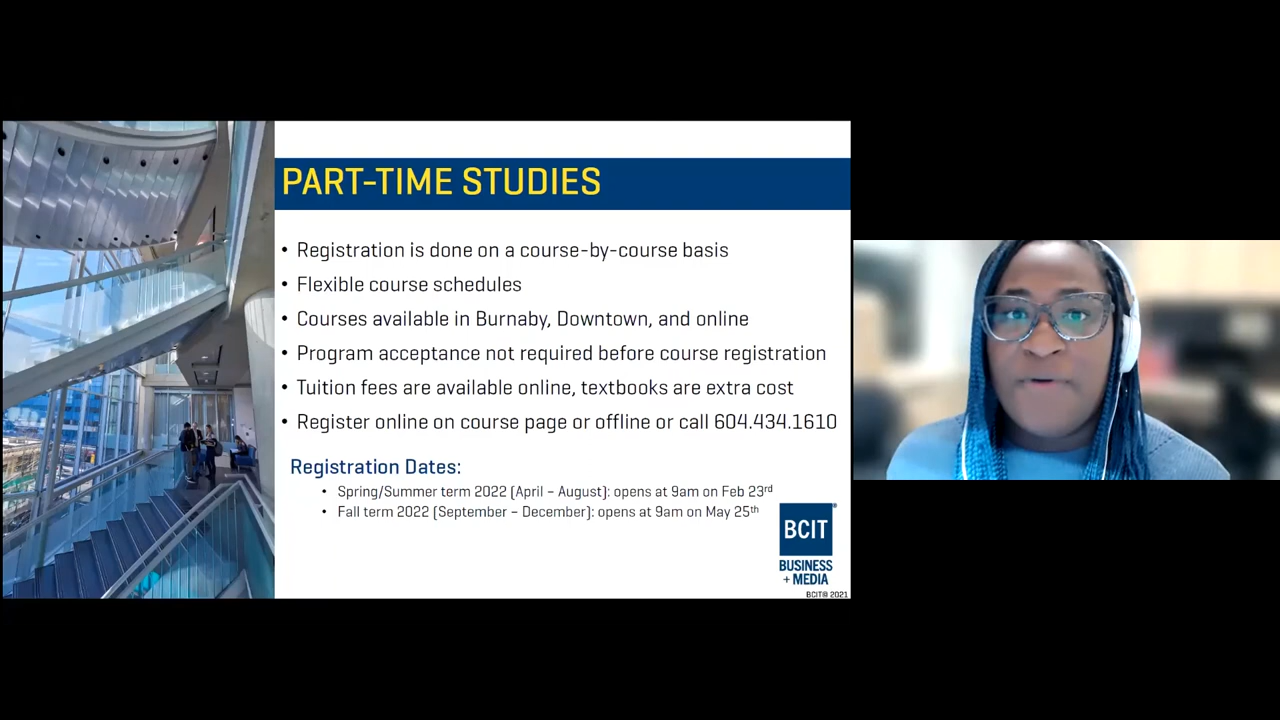 PART-TIME STUDIES
• Registration is done on a course-by-course basis
• Flexible course schedules
• Courses available in Burnaby, Downtown, and online
• Program acceptance not required before course registration
• Tuition fees are available online, textbooks are extra cost
• Register online on course page or offline or call 604.434.1610
Registration Dates:
• Spring/Summer term 2022 (April – August): opens at 9am on Feb 23rd
• Fall term 2022 (September – December): opens at 9am on May 25th
BCIT®
BUSINESS
+ MEDIA
BCIT© 2021